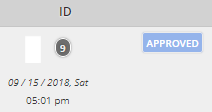 ID
9
APPROVED
09 / 15 / 2018, Sat
05:01 pm